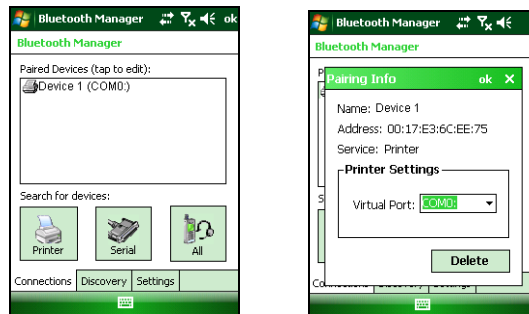 Bluetooth Manager ok
Bluetooth Manager
Paired Devices (tap to edit):
Device 1 (COM0:)
Search for devices:
Printer Serial All
Connections Discovery Settings
Bluetooth Manager
Bluetooth Manager
Pairing Info ok
Name: Device 1
Address: 00:17:E3:6C:EE:75
Service: Printer
Printer Settings
Virtual Port: COM0:
Delete